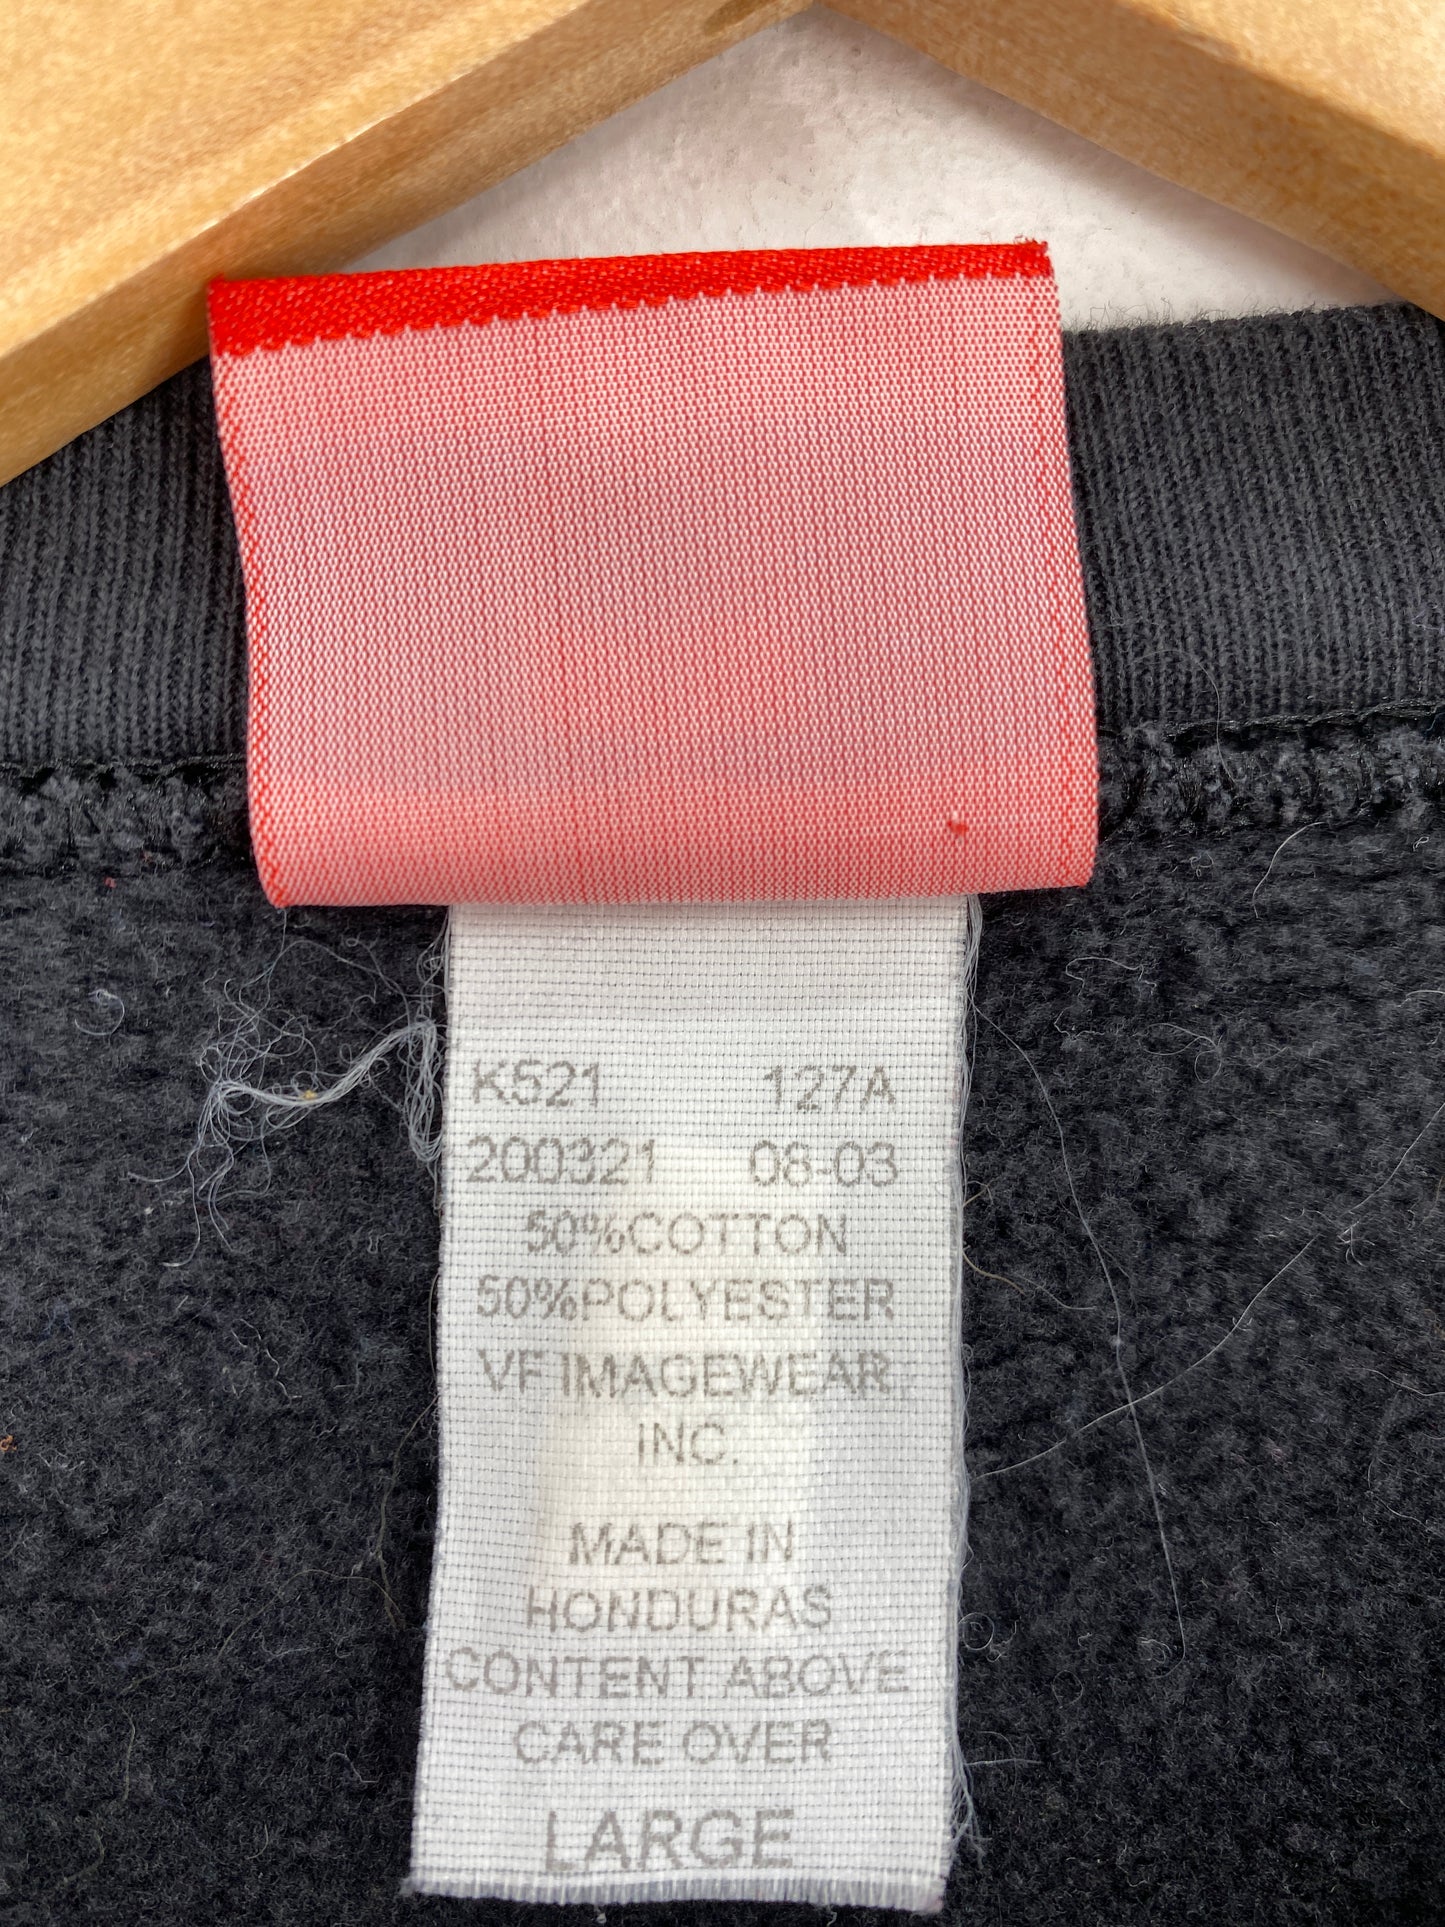 K521 127A
200321 08-03
50%COTTON
50%POLYESTER
VF IMAGEWEAR
INC.
MADE IN
HONDURAS
CONTENT ABOVE
CARE OVER
LARGE